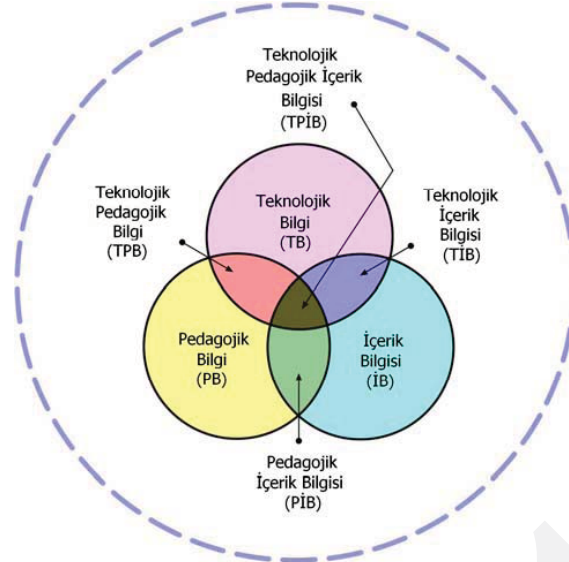 Teknolojik
Pedagojik İçerik
Bilgisi
(TPİB)
Teknolojik
Pedagojik
Bilgi
(TPB)
Teknolojik
Bilgi
(TB)
Teknolojik
İçerik
Bilgisi
(TİB)
Pedagojik
Bilgi
(PB)
İçerik
Bilgisi
(İB)
Pedagojik
İçerik Bilgisi
(PİB)